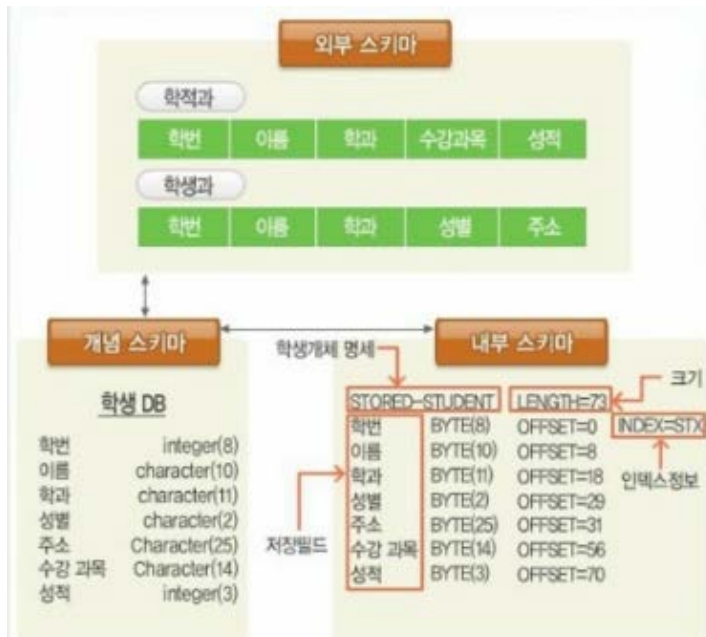 외부 스키마
학적과
학번 이름 학과 수강과목 성적
학생과
학번 이름 학과 성별 주소
개념 스키마
학생 DB
학번 integer(8)
이름 character(10)
학과 character(11)
성별 character(2)
주소 Character(25)
수강 과목 Character(14)
성적 integer(3)
학생개체 명세
내부 스키마
크기
STORED-STUDENT LENGTH=73
학번 BYTE(8) OFFSET=0 INDEX=STX
이름 BYTE(10) OFFSET=8
학과 BYTE(11) OFFSET=18
성별 BYTE(2) OFFSET=29
주소 BYTE(25) OFFSET=31
수강 과목 BYTE(14) OFFSET=56
성적 BYTE(3) OFFSET=70
인덱스정보
저장필드